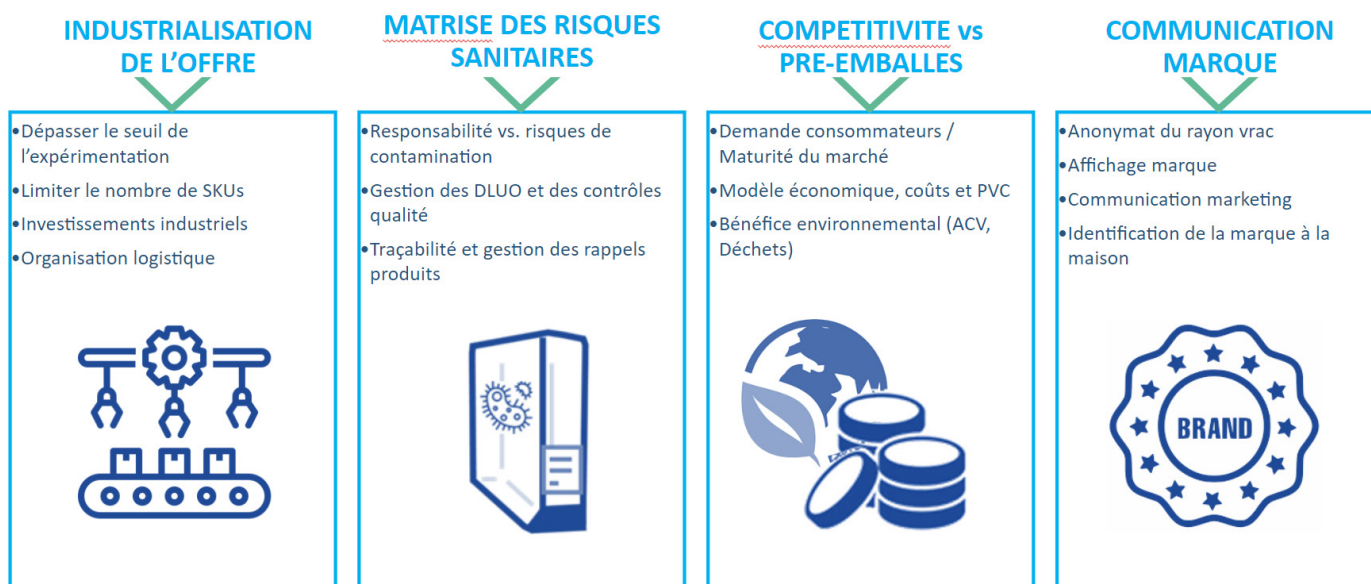 INDUSTRIALISATION
DE L’OFFRE
•Dépasser le seuil de
l’expérimentation
•Limiter le nombre de SKUs
•Investissements industriels
•Organisation logistique
MATRISE DES RISQUES
SANITAIRES
•Responsabilité vs. risques de
contamination
•Gestion des DLUO et des contrôles
qualité
•Traçabilité et gestion des rappels
produits
COMPETITIVITE vs
PRE-EMBALLES
•Demande consommateurs /
Maturité du marché
•Modèle économique, coûts et PVC
•Bénéfice environnemental (ACV,
Déchets)
COMMUNICATION
MARQUE
•Anonymat du rayon vrac
•Affichage marque
•Communication marketing
•Identification de la marque à la
maison
BRAND